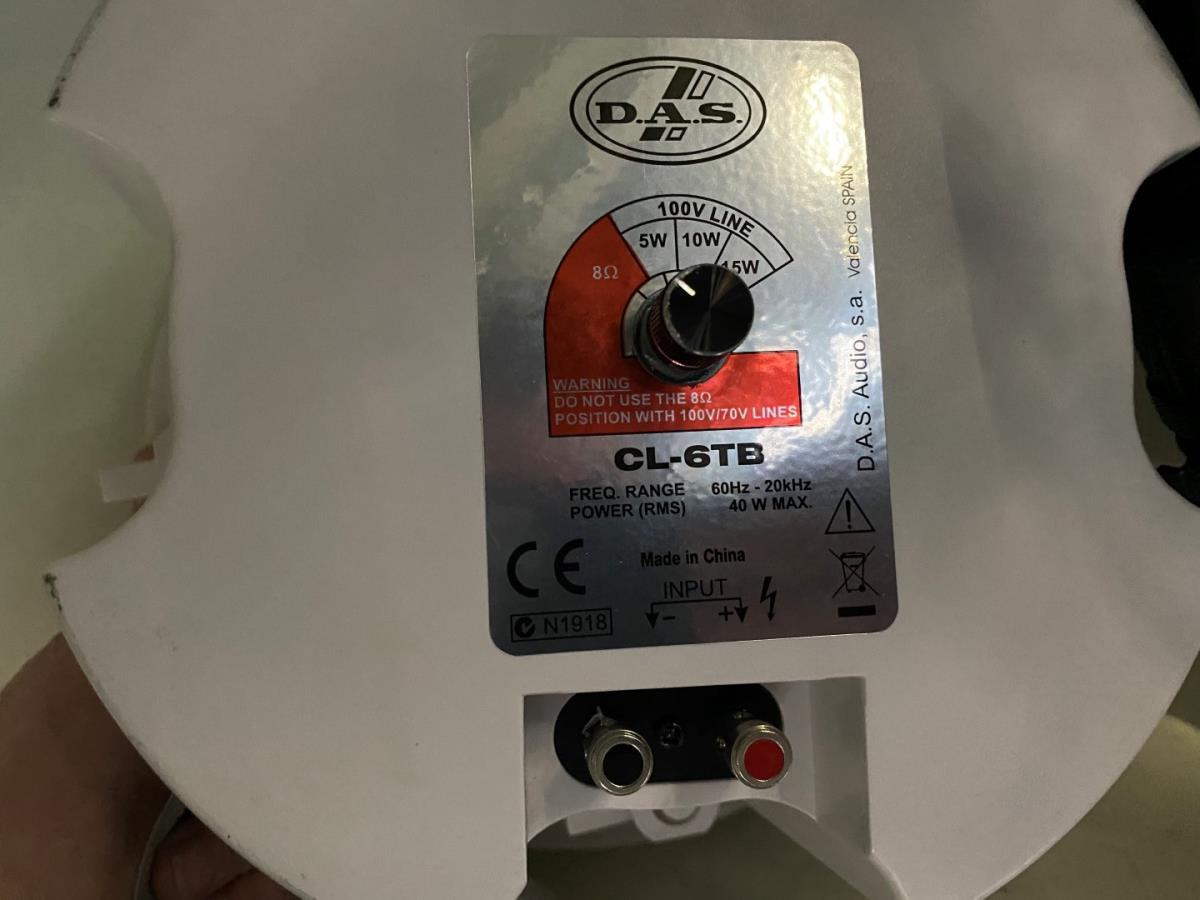 D.A.S.
100V LINE
5W
10W
15W
8Ω
WARNING
DO NOT USE THE 8Ω
POSITION WITH 100V/70V LINES
CL-6TB
FREQ. RANGE 60Hz - 20kHz
POWER (RMS) 40 W MAX.
D.A.S. Audio, s.a. Valencia SPAIN
CE
Made in China
INPUT
- +
N1918